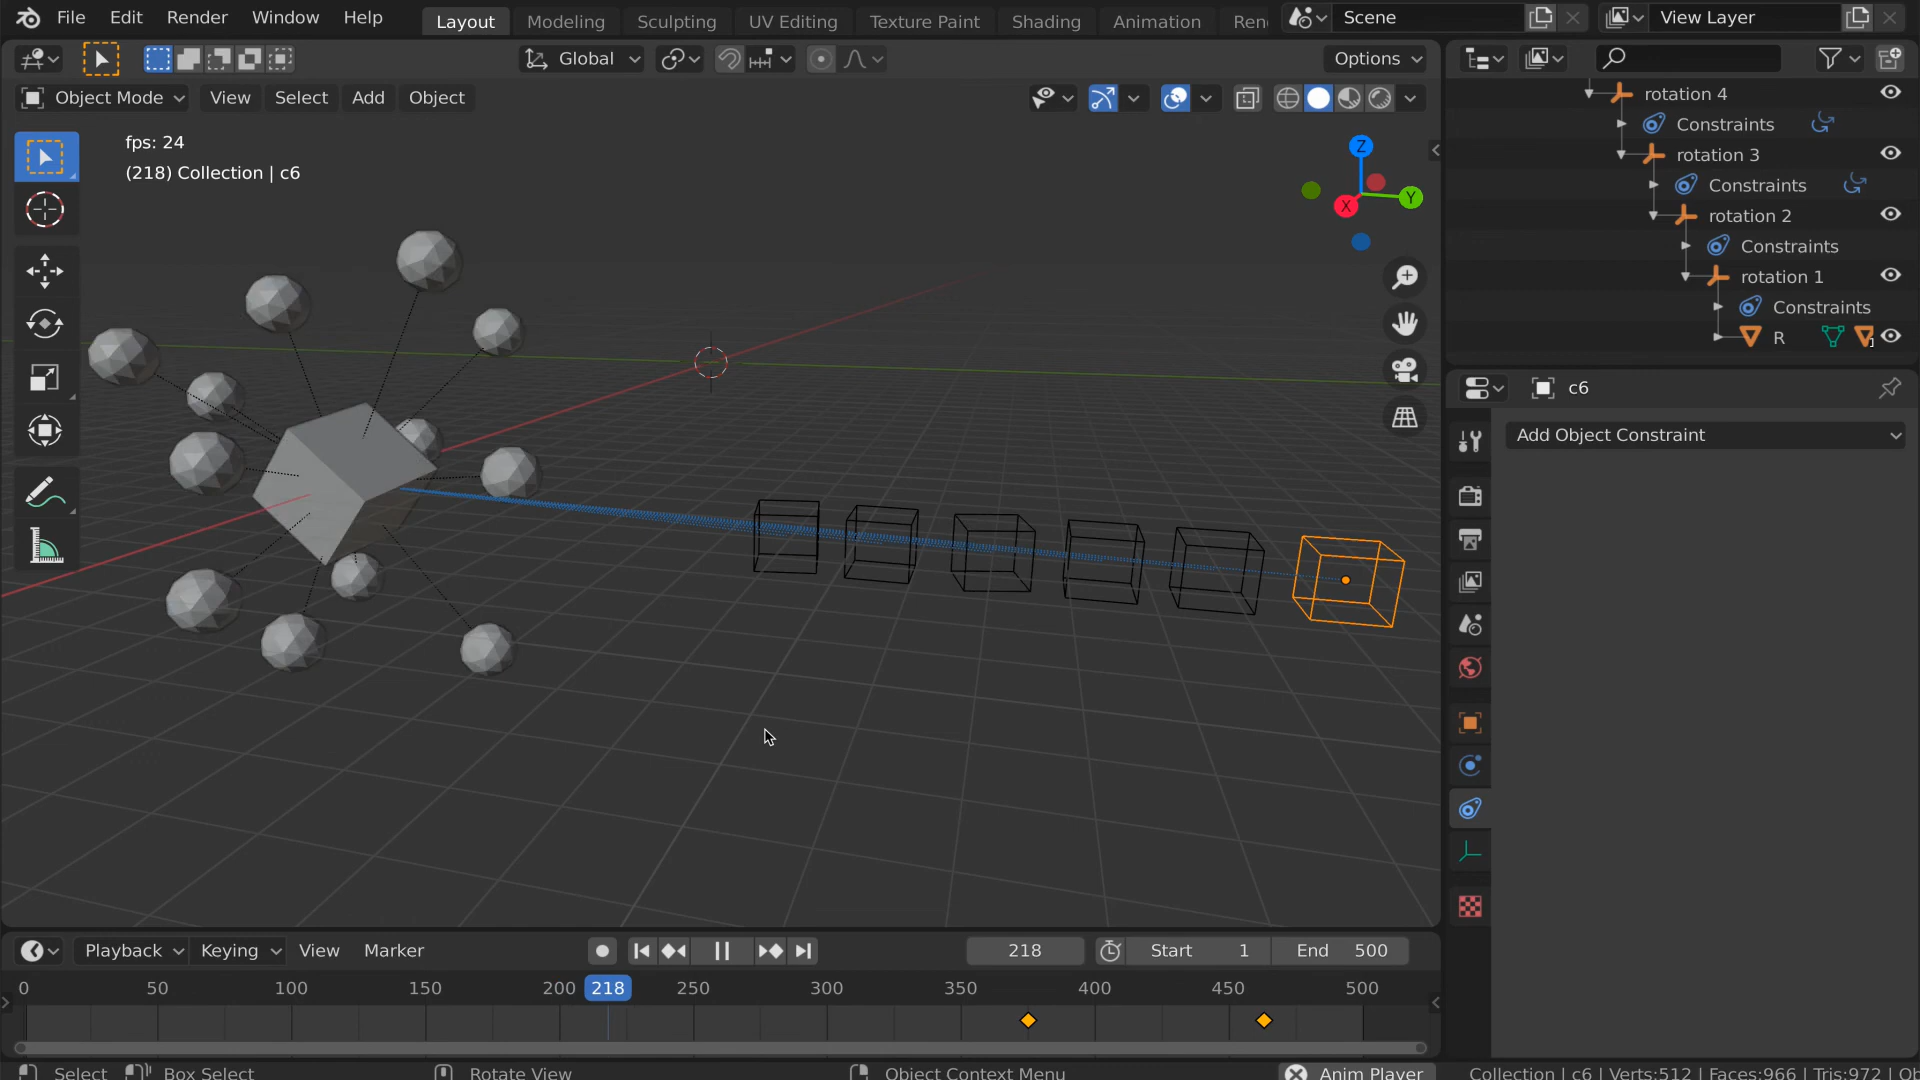 File Edit Render Window Help Layout Modeling Sculpting UV Editing Texture Paint Shading Animation Ren Scene View Layer
Global Options
Object Mode View Select Add Object
fps: 24
(218) Collection | c6
Z
Y
X
rotation 4
Constraints
rotation 3
Constraints
rotation 2
Constraints
rotation 1
Constraints
R 1
c6
Add Object Constraint
Playback Keying View Marker 218 Start 1 End 500
0 50 100 150 200 218 250 300 350 400 450 500
Select Box Select Rotate View Object Context Menu Anim Player Collection | c6 | Verts:512 | Faces:966 | Tris:972 | Ob